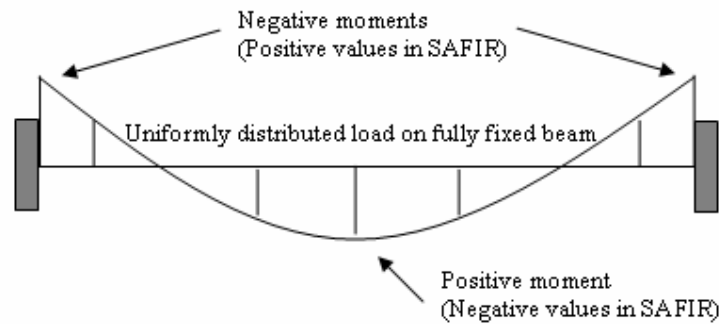 Negative moments
(Positive values in SAFIR)
Uniformly distributed load on fully fixed beam
Positive moment
(Negative values in SAFIR)